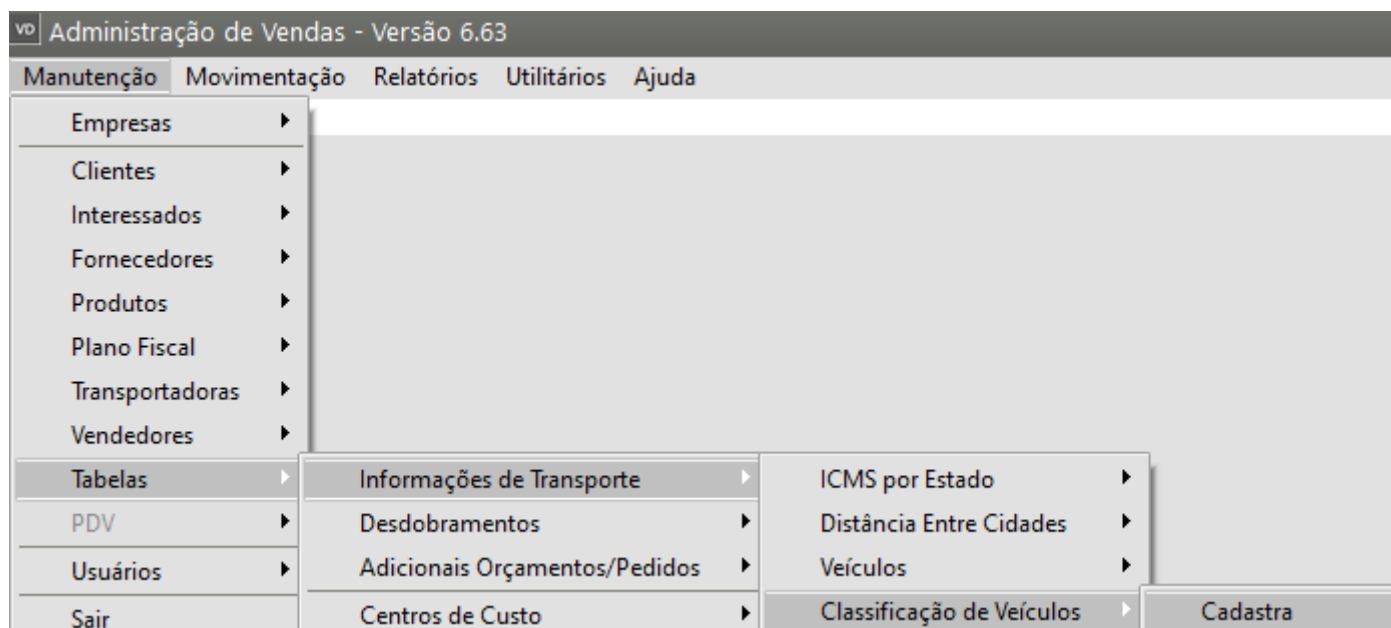 VD Administração de Vendas - Versão 6.63
Manutenção Movimentação Relatórios Utilitários Ajuda
Empresas
Clientes
Interessados
Fornecedores
Produtos
Plano Fiscal
Transportadoras
Vendedores
Tabelas Informações de Transporte ICMS por Estado
PDV Desdobramentos Distância Entre Cidades
Usuários Adicionais Orçamentos/Pedidos Veículos
Sair Centros de Custo Classificação de Veículos Cadastra